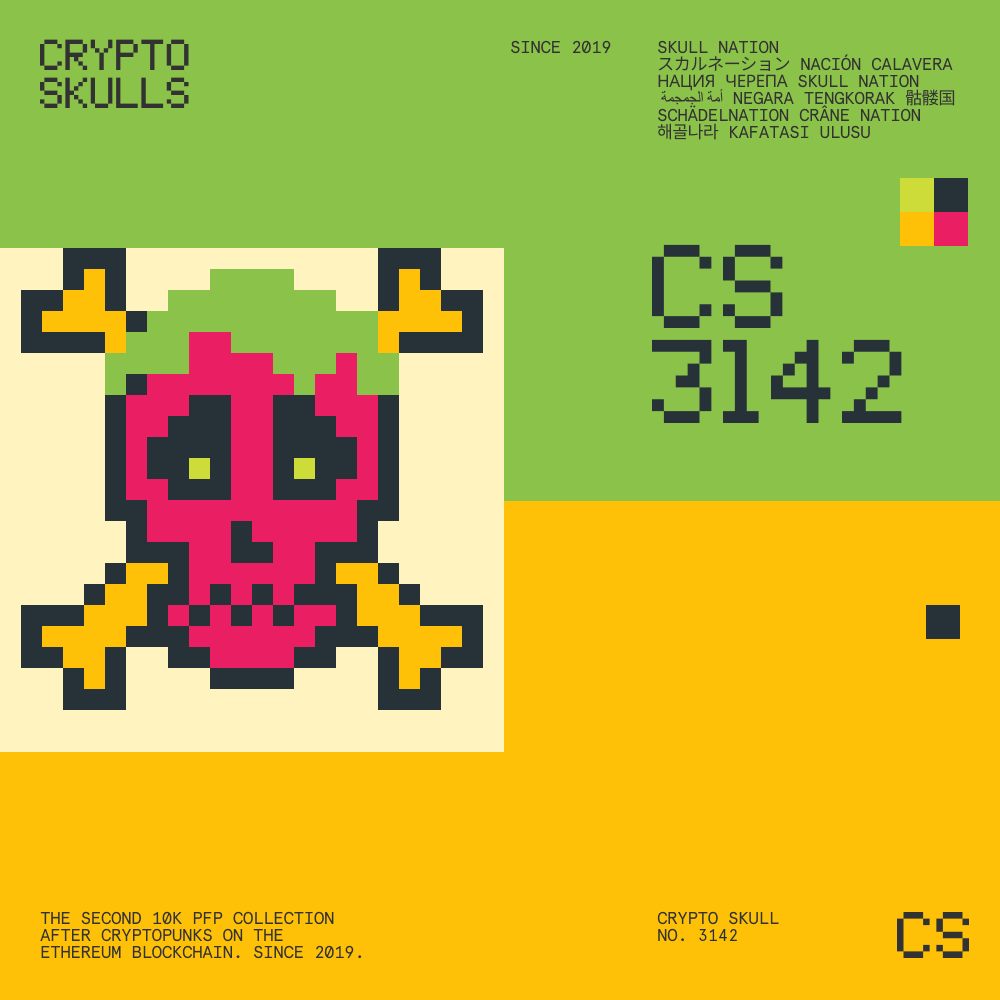 CRYPTO
SKULLS
SINCE 2019
SKULL NATION
スカルネーション NACIÓN CALAVERA
НАЦИЯ ЧЕРЕПА SKULL NATION
أمة الجمجمة NEGARA TENGKORAK 骷髅国
SCHÄDELNATION CRÂNE NATION
해골나라 KAFATASI ULUSU
CS
3142
THE SECOND 10K PFP COLLECTION
AFTER CRYPTOPUNKS ON THE
ETHEREUM BLOCKCHAIN. SINCE 2019.
CRYPTO SKULL
NO. 3142
CS